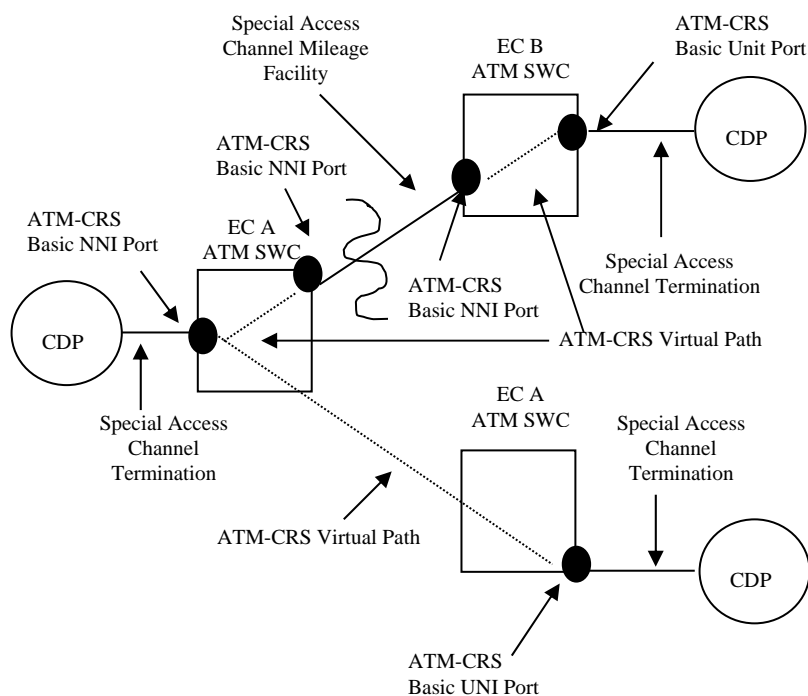 Special Access
Channel Mileage
Facility
EC B
ATM SWC
ATM-CRS
Basic Unit Port
CDP
ATM-CRS
Basic NNI Port
ATM-CRS
Basic NNI Port
EC A
ATM SWC
ATM-CRS
Basic NNI Port
Special Access
Channel Termination
CDP
ATM-CRS Virtual Path
Special Access
Channel
Termination
EC A
ATM SWC
Special Access
Channel
Termination
ATM-CRS Virtual Path
CDP
ATM-CRS
Basic UNI Port